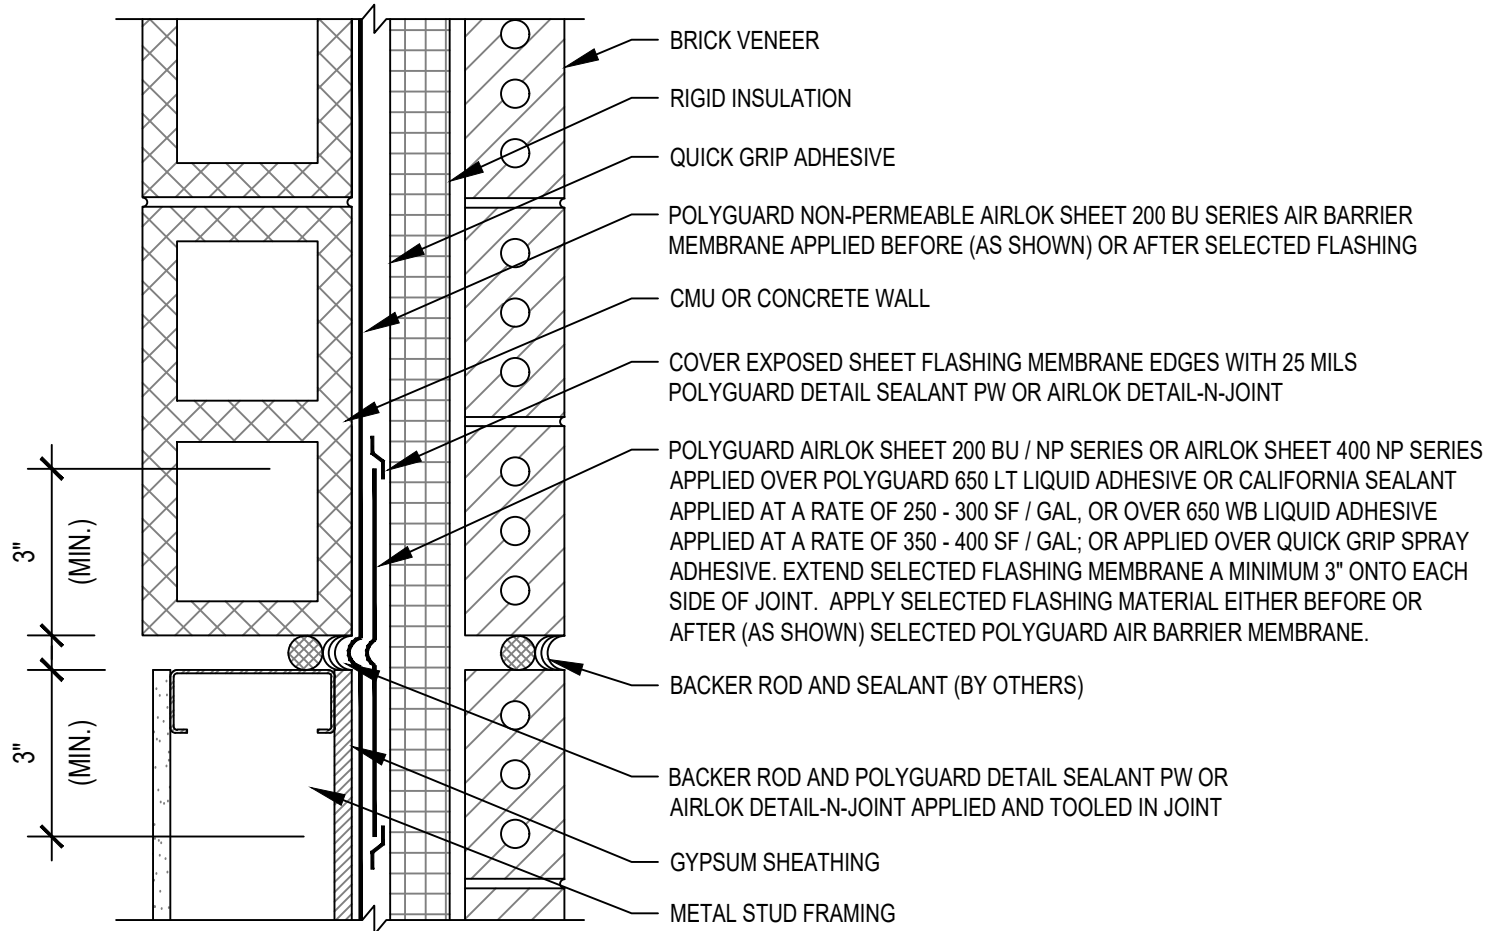 BRICK VENEER
RIGID INSULATION
QUICK GRIP ADHESIVE
POLYGUARD NON-PERMEABLE AIRLOK SHEET 200 BU SERIES AIR BARRIER
MEMBRANE APPLIED BEFORE (AS SHOWN) OR AFTER SELECTED FLASHING
CMU OR CONCRETE WALL
COVER EXPOSED SHEET FLASHING MEMBRANE EDGES WITH 25 MILS
POLYGUARD DETAIL SEALANT PW OR AIRLOK DETAIL-N-JOINT
POLYGUARD AIRLOK SHEET 200 BU / NP SERIES OR AIRLOK SHEET 400 NP SERIES
APPLIED OVER POLYGUARD 650 LT LIQUID ADHESIVE OR CALIFORNIA SEALANT
APPLIED AT A RATE OF 250 - 300 SF / GAL, OR OVER 650 WB LIQUID ADHESIVE
APPLIED AT A RATE OF 350 - 400 SF / GAL; OR APPLIED OVER QUICK GRIP SPRAY
ADHESIVE. EXTEND SELECTED FLASHING MEMBRANE A MINIMUM 3" ONTO EACH
SIDE OF JOINT.  APPLY SELECTED FLASHING MATERIAL EITHER BEFORE OR
AFTER (AS SHOWN) SELECTED POLYGUARD AIR BARRIER MEMBRANE.
BACKER ROD AND SEALANT (BY OTHERS)
BACKER ROD AND POLYGUARD DETAIL SEALANT PW OR
AIRLOK DETAIL-N-JOINT APPLIED AND TOOLED IN JOINT
GYPSUM SHEATHING
METAL STUD FRAMING
3"
(MIN.)
3"
(MIN.)